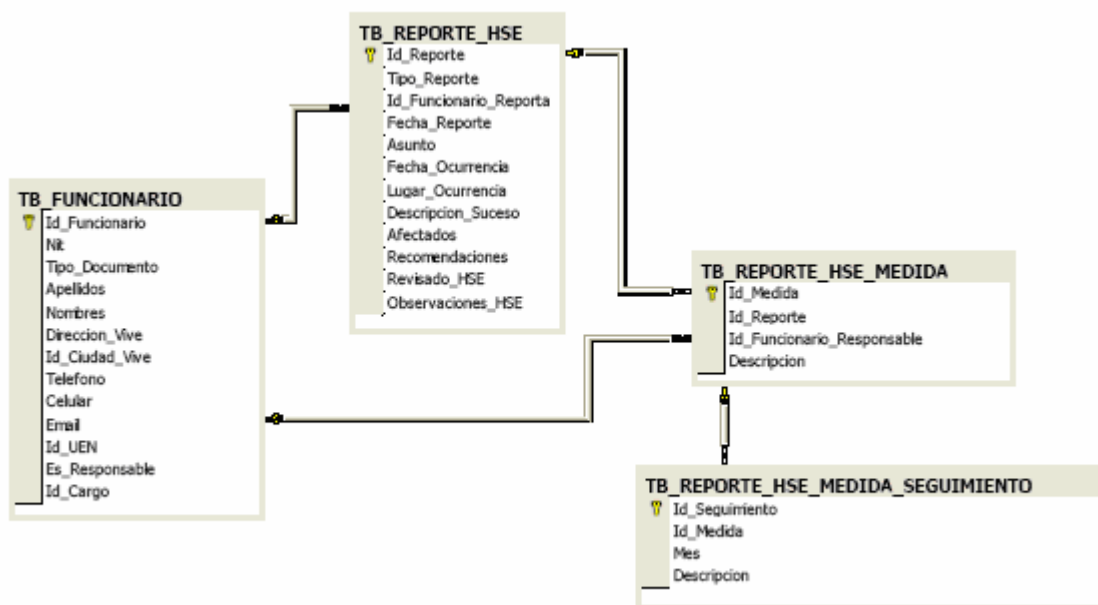 TB_REPORTE_HSE
Id_Reporte
Tipo_Reporte
Id_Funcionario_Reporta
Fecha_Reporte
Asunto
Fecha_Ocurrencia
Lugar_Ocurrencia
Descripcion_Suceso
Afectados
Recomendaciones
Revisado_HSE
Observaciones_HSE
TB_FUNCIONARIO
Id_Funcionario
Nit
Tipo_Documento
Apellidos
Nombres
Direccion_Vive
Id_Ciudad_Vive
Telefono
Celular
Email
Id_UEN
Es_Responsable
Id_Cargo
TB_REPORTE_HSE_MEDIDA
Id_Medida
Id_Reporte
Id_Funcionario_Responsable
Descripcion
TB_REPORTE_HSE_MEDIDA_SEGUIMIENTO
Id_Seguimiento
Id_Medida
Mes
Descripcion